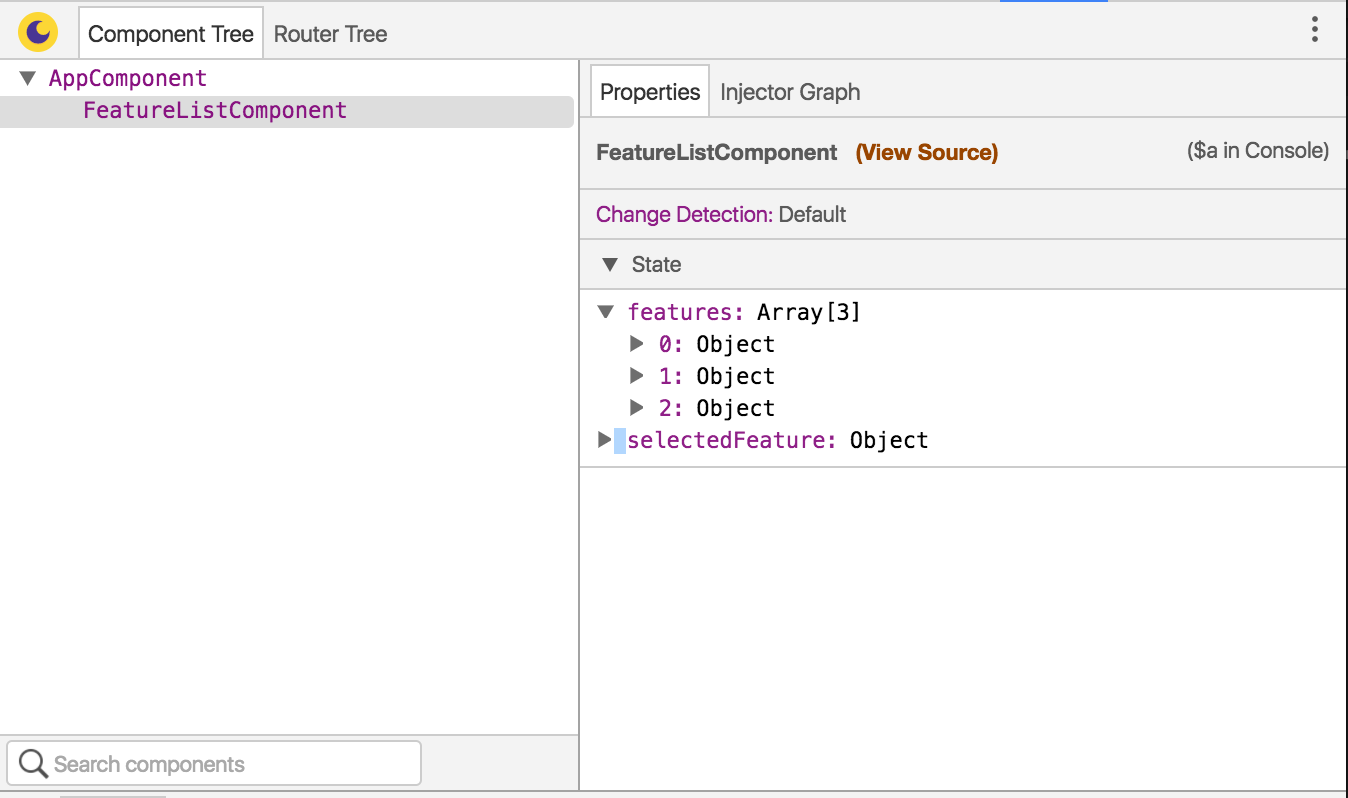 Component Tree Router Tree
AppComponent
FeatureListComponent
Search components
Properties Injector Graph
FeatureListComponent (View Source) ($a in Console)
Change Detection: Default
State
features: Array[3]
0: Object
1: Object
2: Object
selectedFeature: Object